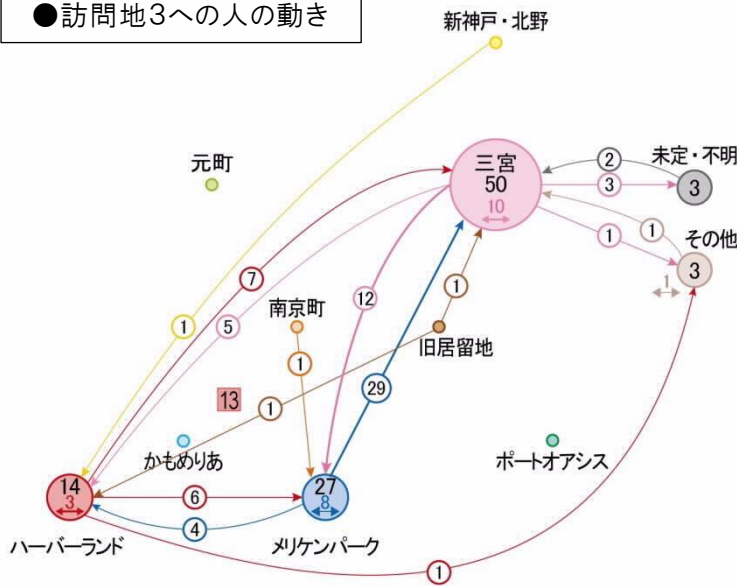 ●訪問地3への人の動き
新神戸・北野
元町
三宮
50
10
2
未定・不明
3
3
1
1
その他
3
1
7
12
1
5
南京町
1
旧居留地
1
29
13
1
かもめりあ
ポートオアシス
14
3
6
27
8
4
ハーバーランド
メリケンパーク
1